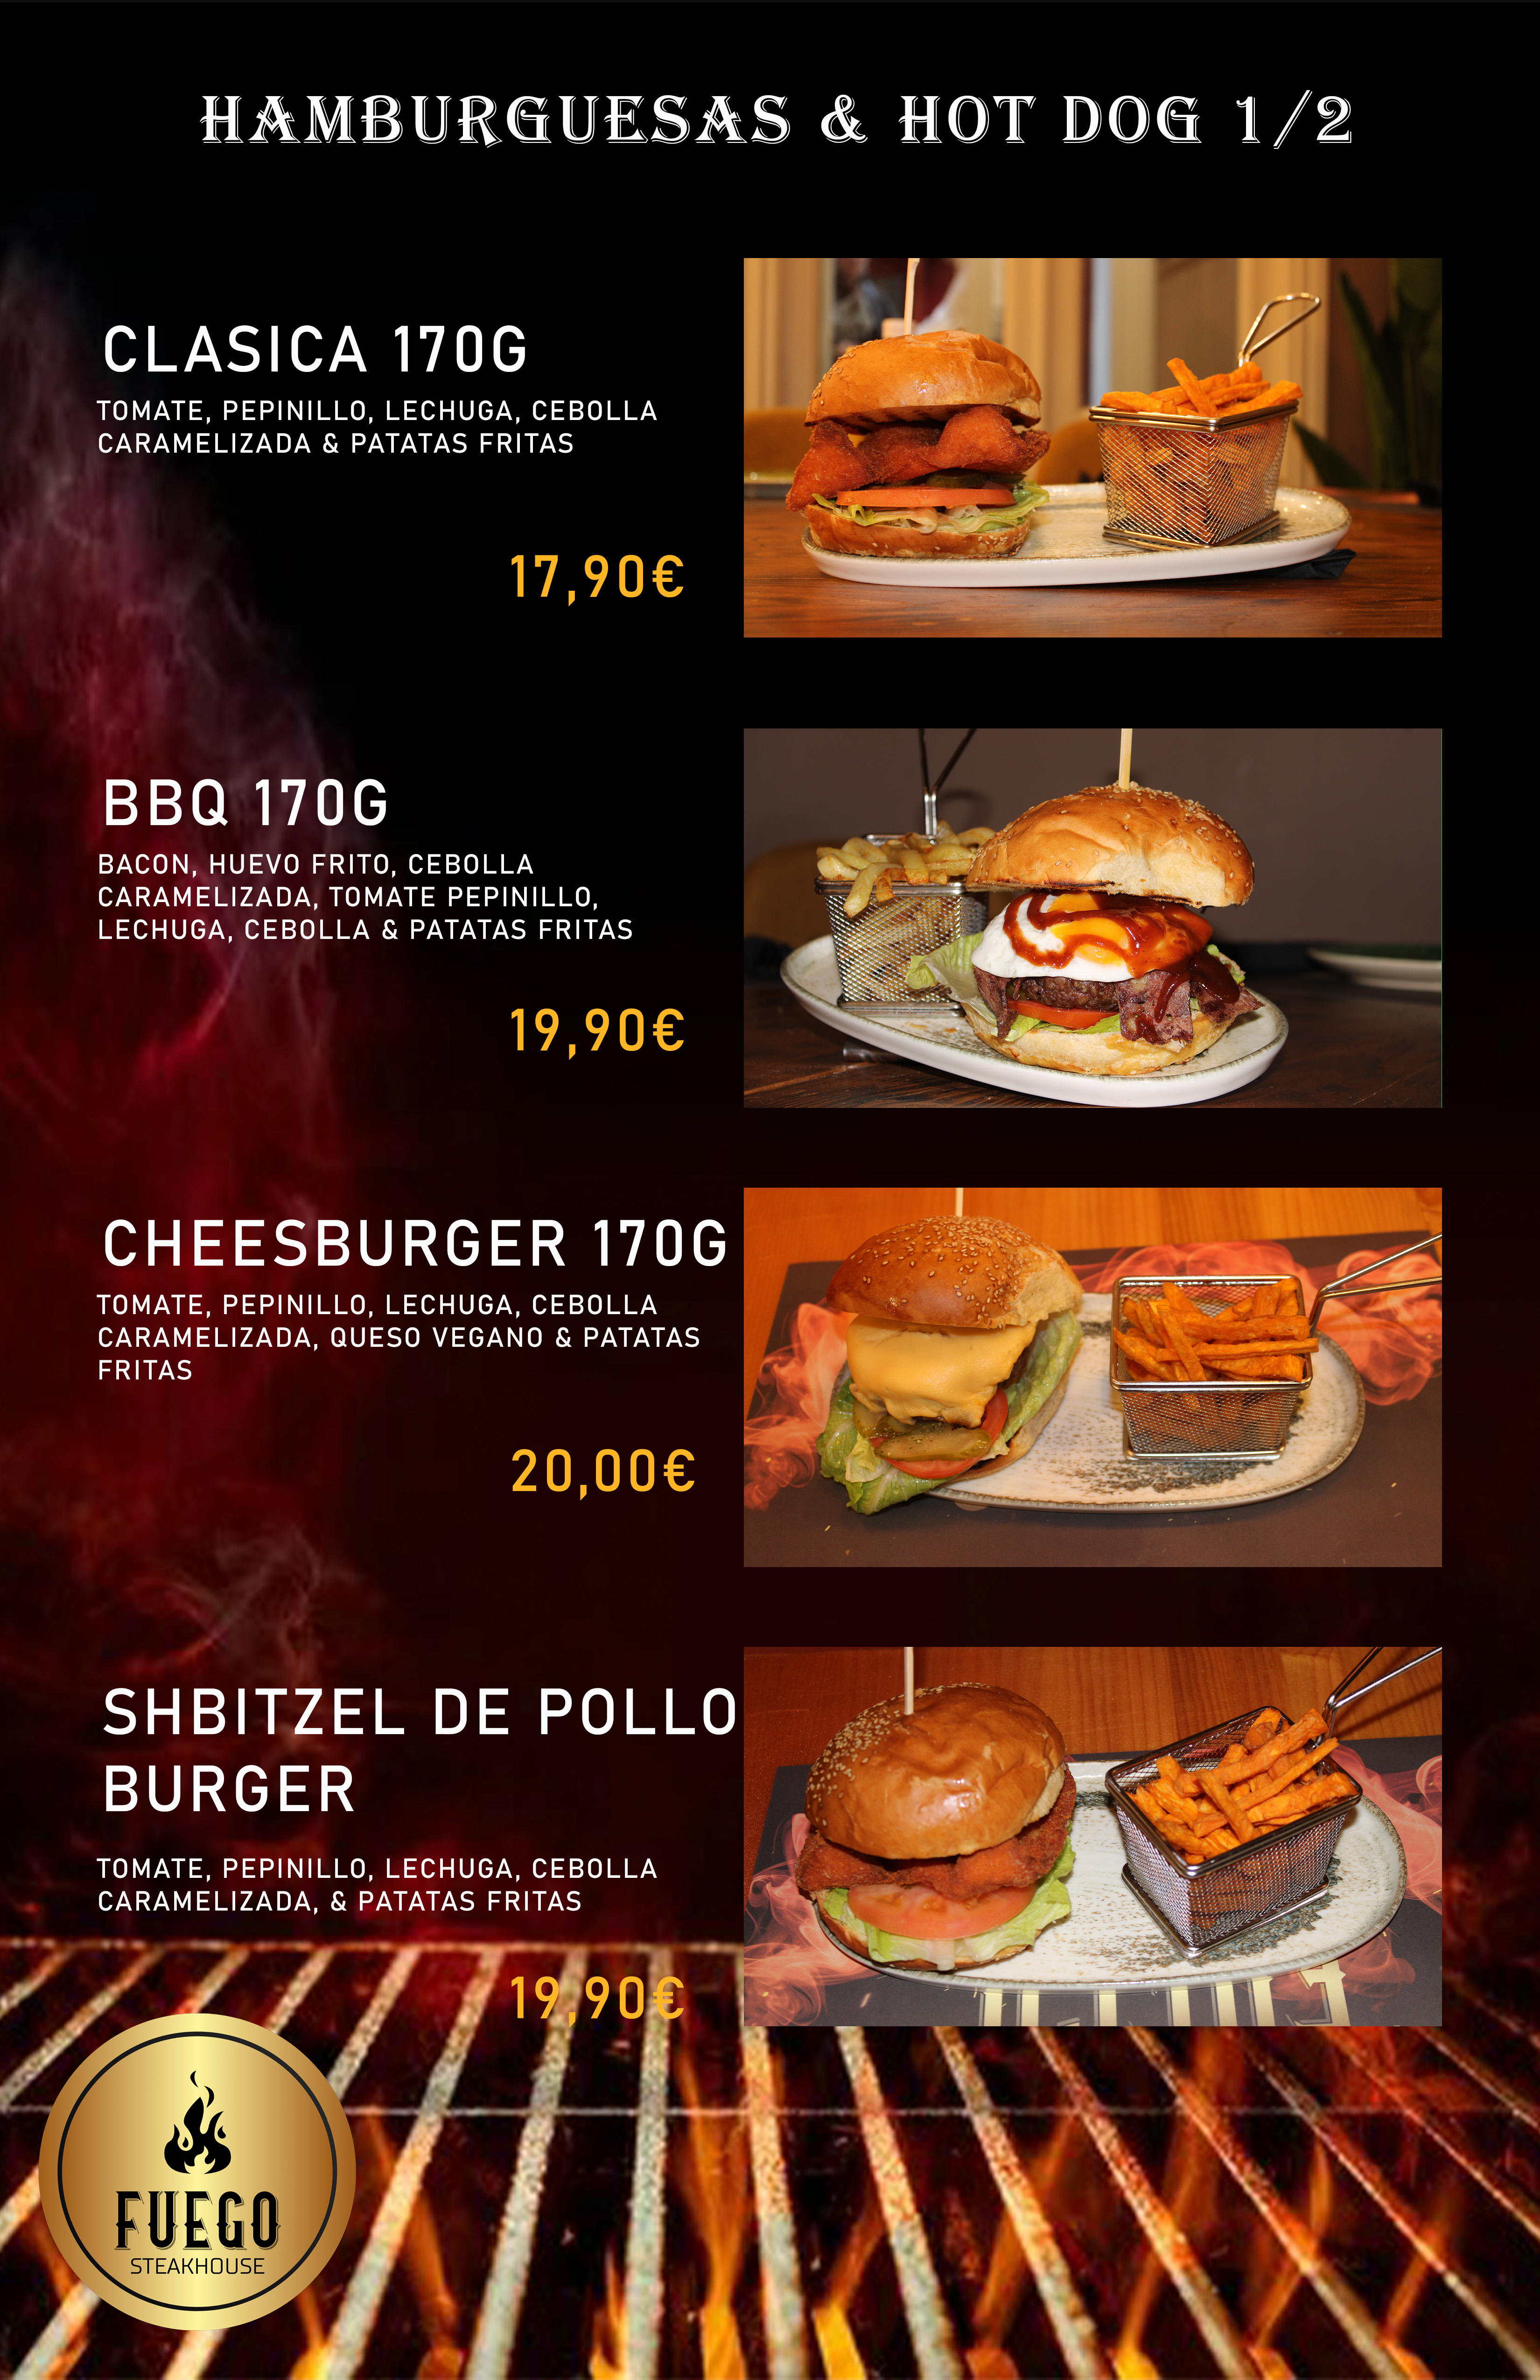 HAMBURGUESAS & HOT DOG 1/2
CLASICA 170G
TOMATE, PEPINILLO, LECHUGA, CEBOLLA
CARAMELIZADA & PATATAS FRITAS
17,90€
BBQ 170G
BACON, HUEVO FRITO, CEBOLLA
CARAMELIZADA, TOMATE PEPINILLO,
LECHUGA, CEBOLLA & PATATAS FRITAS
19,90€
CHEESBURGER 170G
TOMATE, PEPINILLO, LECHUGA, CEBOLLA
CARAMELIZADA, QUESO VEGANO & PATATAS
FRITAS
20,00€
SHBITZEL DE POLLO
BURGER
TOMATE, PEPINILLO, LECHUGA, CEBOLLA
CARAMELIZADA, & PATATAS FRITAS
19,90€
FUEGO
STEAKHOUSE